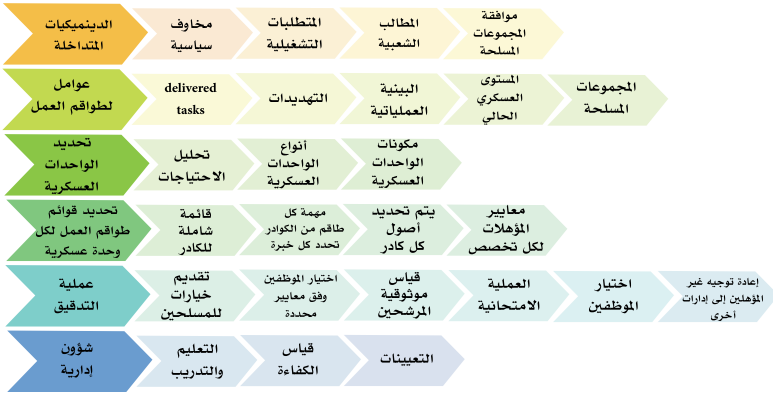 الدينميكيات
المتداخلة
مخاوف
سياسية
المتطلبات
التشغيلية
المطالب
الشعبية
موافقة
المجموعات
المسلحة
عوامل
لطواقم العمل
delivered
tasks
التهديدات
البينية
العملياتية
المستوى
العسكري
الحالي
المجموعات
المسلحة
تحديد
الواحدات
العسكرية
تحليل
الاحتياجات
أنواع
الواحدات
العسكرية
مكونات
الواحدات
العسكرية
تحديد قوائم
طواقم العمل لكل
وحدة عسكرية
قائمة
شاملة
للكادر
مهمة كل
طاقم من الكوادر
تحدد كل خبرة
يتم تحديد
أصول
كل كادر
معايير
المؤهلات
لكل تخصص
عملية
التدقيق
تقديم
خيارات
للمسلحين
اختيار الموظفين
وفق معايير
محددة
قياس
موثوقية
المرشحين
العملية
الامتحانية
اختيار
الموظفين
إعادة توجيه غير
المؤهلين إلى إدارات
أخرى
شؤون
إدارية
التعليم
والتدريب
قياس
الكفاءة
التعيينات